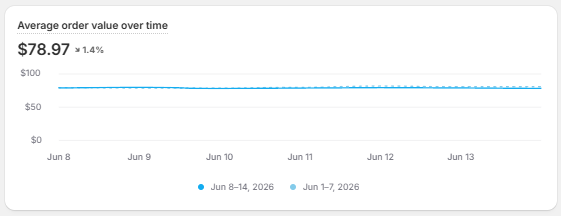 Average order value over time
$78.97 ↘ 1.4%
$100
$50
$0
Jun 8 Jun 9 Jun 10 Jun 11 Jun 12 Jun 13
Jun 8–14, 2026 Jun 1–7, 2026